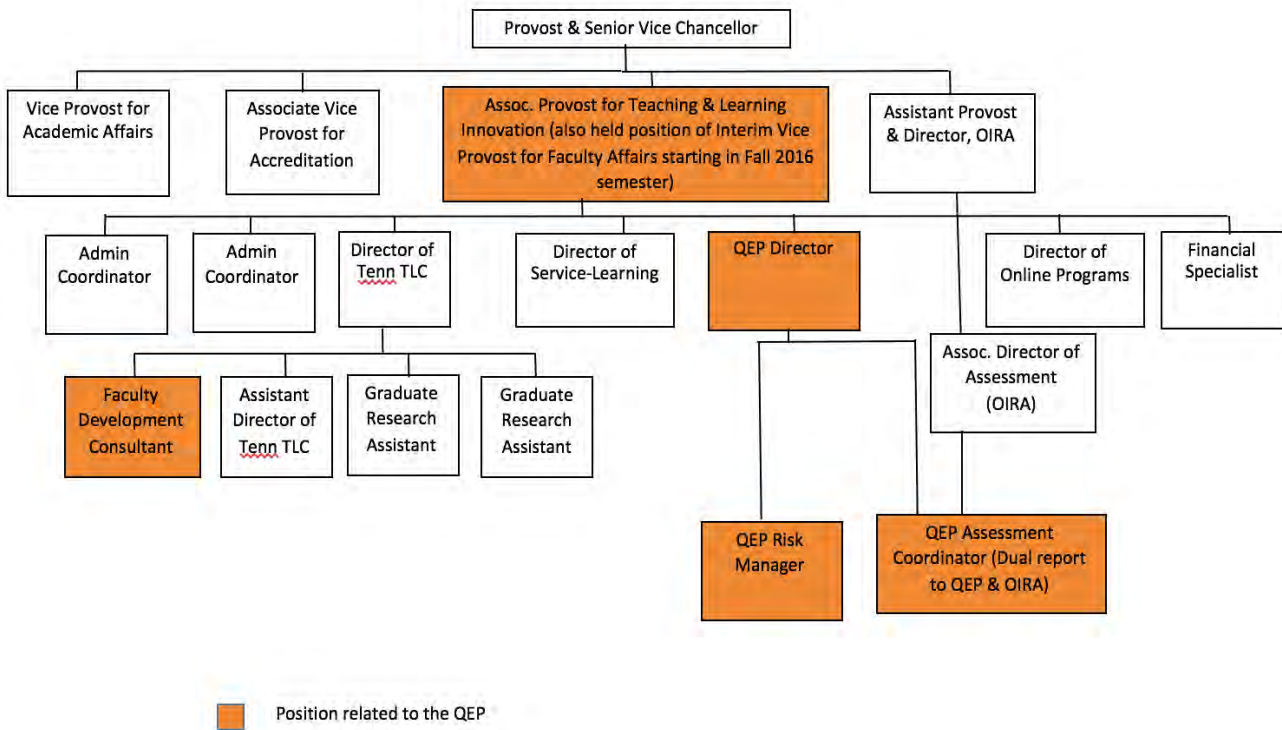 Provost & Senior Vice Chancellor
Vice Provost for
Academic Affairs
Associate Vice
Provost for
Accreditation
Assoc. Provost for Teaching & Learning
Innovation (also held position of Interim Vice
Provost for Faculty Affairs starting in Fall 2016
semester)
Assistant Provost
& Director, OIRA
Admin
Coordinator
Admin
Coordinator
Director of
Tenn TLC
Director of
Service-Learning
QEP Director
Director of
Online Programs
Financial
Specialist
Assoc. Director of
Assessment
(OIRA)
Faculty
Development
Consultant
Assistant
Director of
Tenn TLC
Graduate
Research
Assistant
Graduate
Research
Assistant
QEP Risk
Manager
QEP Assessment
Coordinator (Dual report
to QEP & OIRA)
Position related to the QEP